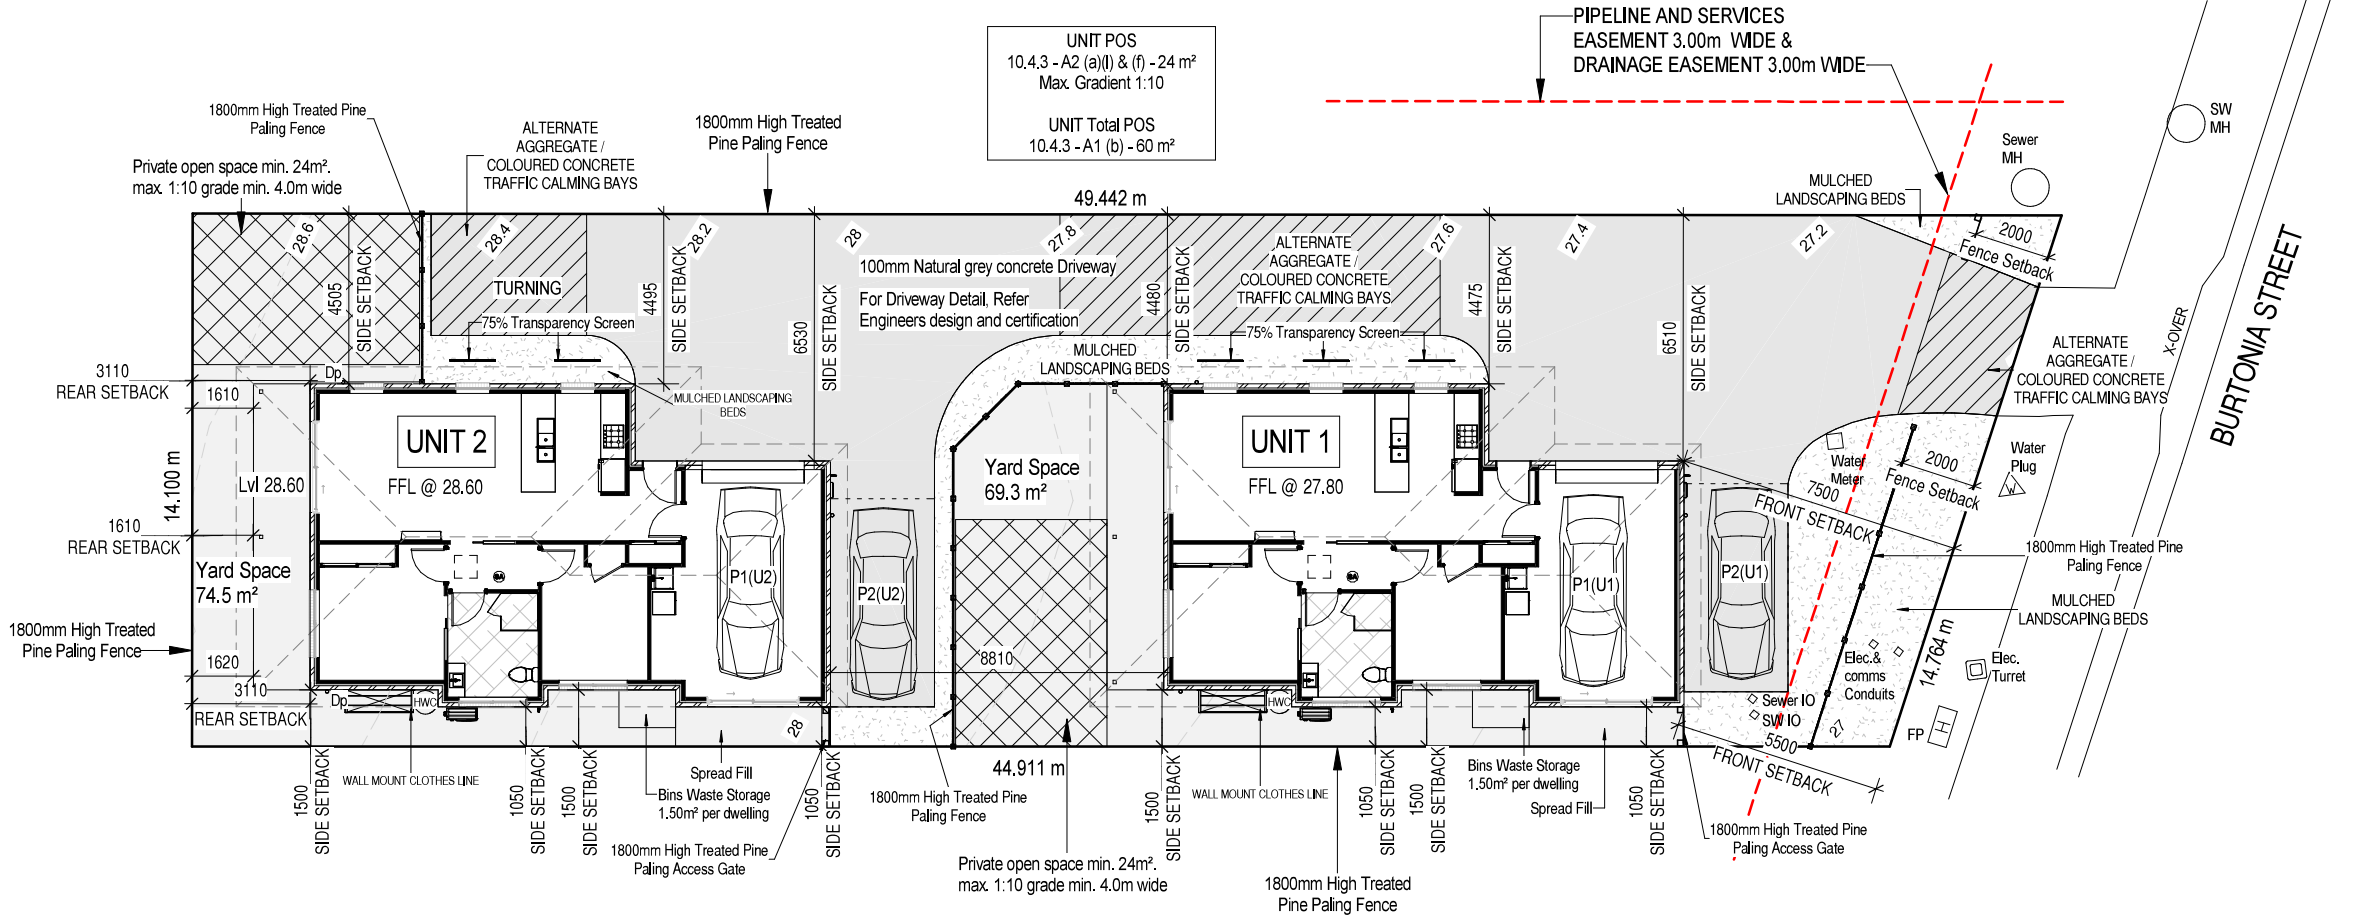 PIPELINE AND SERVICES
EASEMENT 3.00m WIDE &
DRAINAGE EASEMENT 3.00m WIDE
UNIT POS
10.4.3 - A2 (a)(l) & (f) - 24 m²
Max. Gradient 1:10
UNIT Total POS
10.4.3 - A1 (b) - 60 m²
1800mm High Treated Pine
Paling Fence
ALTERNATE
AGGREGATE /
COLOURED CONCRETE
TRAFFIC CALMING BAYS
1800mm High Treated
Pine Paling Fence
Private open space min. 24m².
max. 1:10 grade min. 4.0m wide
SW
MH
Sewer
MH
MULCHED
LANDSCAPING BEDS
49.442 m
28.6
28.4
28.2
28
27.8
27.6
27.4
27.2
2000
Fence Setback
BURTONIA STREET
X-OVER
4505
SIDE SETBACK
TURNING
4495
SIDE SETBACK
6530
SIDE SETBACK
100mm Natural grey concrete Driveway
For Driveway Detail, Refer
Engineers design and certification
4480
SIDE SETBACK
ALTERNATE
AGGREGATE /
COLOURED CONCRETE
TRAFFIC CALMING BAYS
4475
SIDE SETBACK
6510
SIDE SETBACK
75% Transparency Screen
75% Transparency Screen
MULCHED
LANDSCAPING BEDS
ALTERNATE
AGGREGATE /
COLOURED CONCRETE
TRAFFIC CALMING BAYS
3110
REAR SETBACK
1610
Dp
MULCHED LANDSCAPING
BEDS
UNIT 2
FFL @ 28.60
Lvl 28.60
14.100 m
1610
REAR SETBACK
Yard Space
74.5 m²
Yard Space
69.3 m²
UNIT 1
FFL @ 27.80
Water
Meter
Water
Plug
W
2000
Fence Setback
7500
FRONT SETBACK
1800mm High Treated Pine
Paling Fence
SA
P1(U2)
P2(U2)
SA
P1(U1)
P2(U1)
MULCHED
LANDSCAPING BEDS
1800mm High Treated
Pine Paling Fence
1620
3110
REAR SETBACK
Dp
HWC
8810
HWC
Elec.&
comms
Conduits
14.764 m
Elec.
Turret
Sewer IO
SW IO
FP
H
28
27
5500
FRONT SETBACK
44.911 m
1500
SIDE SETBACK
WALL MOUNT CLOTHES LINE
1050
SIDE SETBACK
1500
SIDE SETBACK
Spread Fill
Bins Waste Storage
1.50m² per dwelling
1050
SIDE SETBACK
1800mm High Treated Pine
Paling Access Gate
1800mm High Treated Pine
Paling Fence
Private open space min. 24m².
max. 1:10 grade min. 4.0m wide
1500
SIDE SETBACK
WALL MOUNT CLOTHES LINE
1050
SIDE SETBACK
1500
SIDE SETBACK
Bins Waste Storage
1.50m² per dwelling
Spread Fill
1050
SIDE SETBACK
1800mm High Treated
Pine Paling Fence
1800mm High Treated Pine
Paling Access Gate